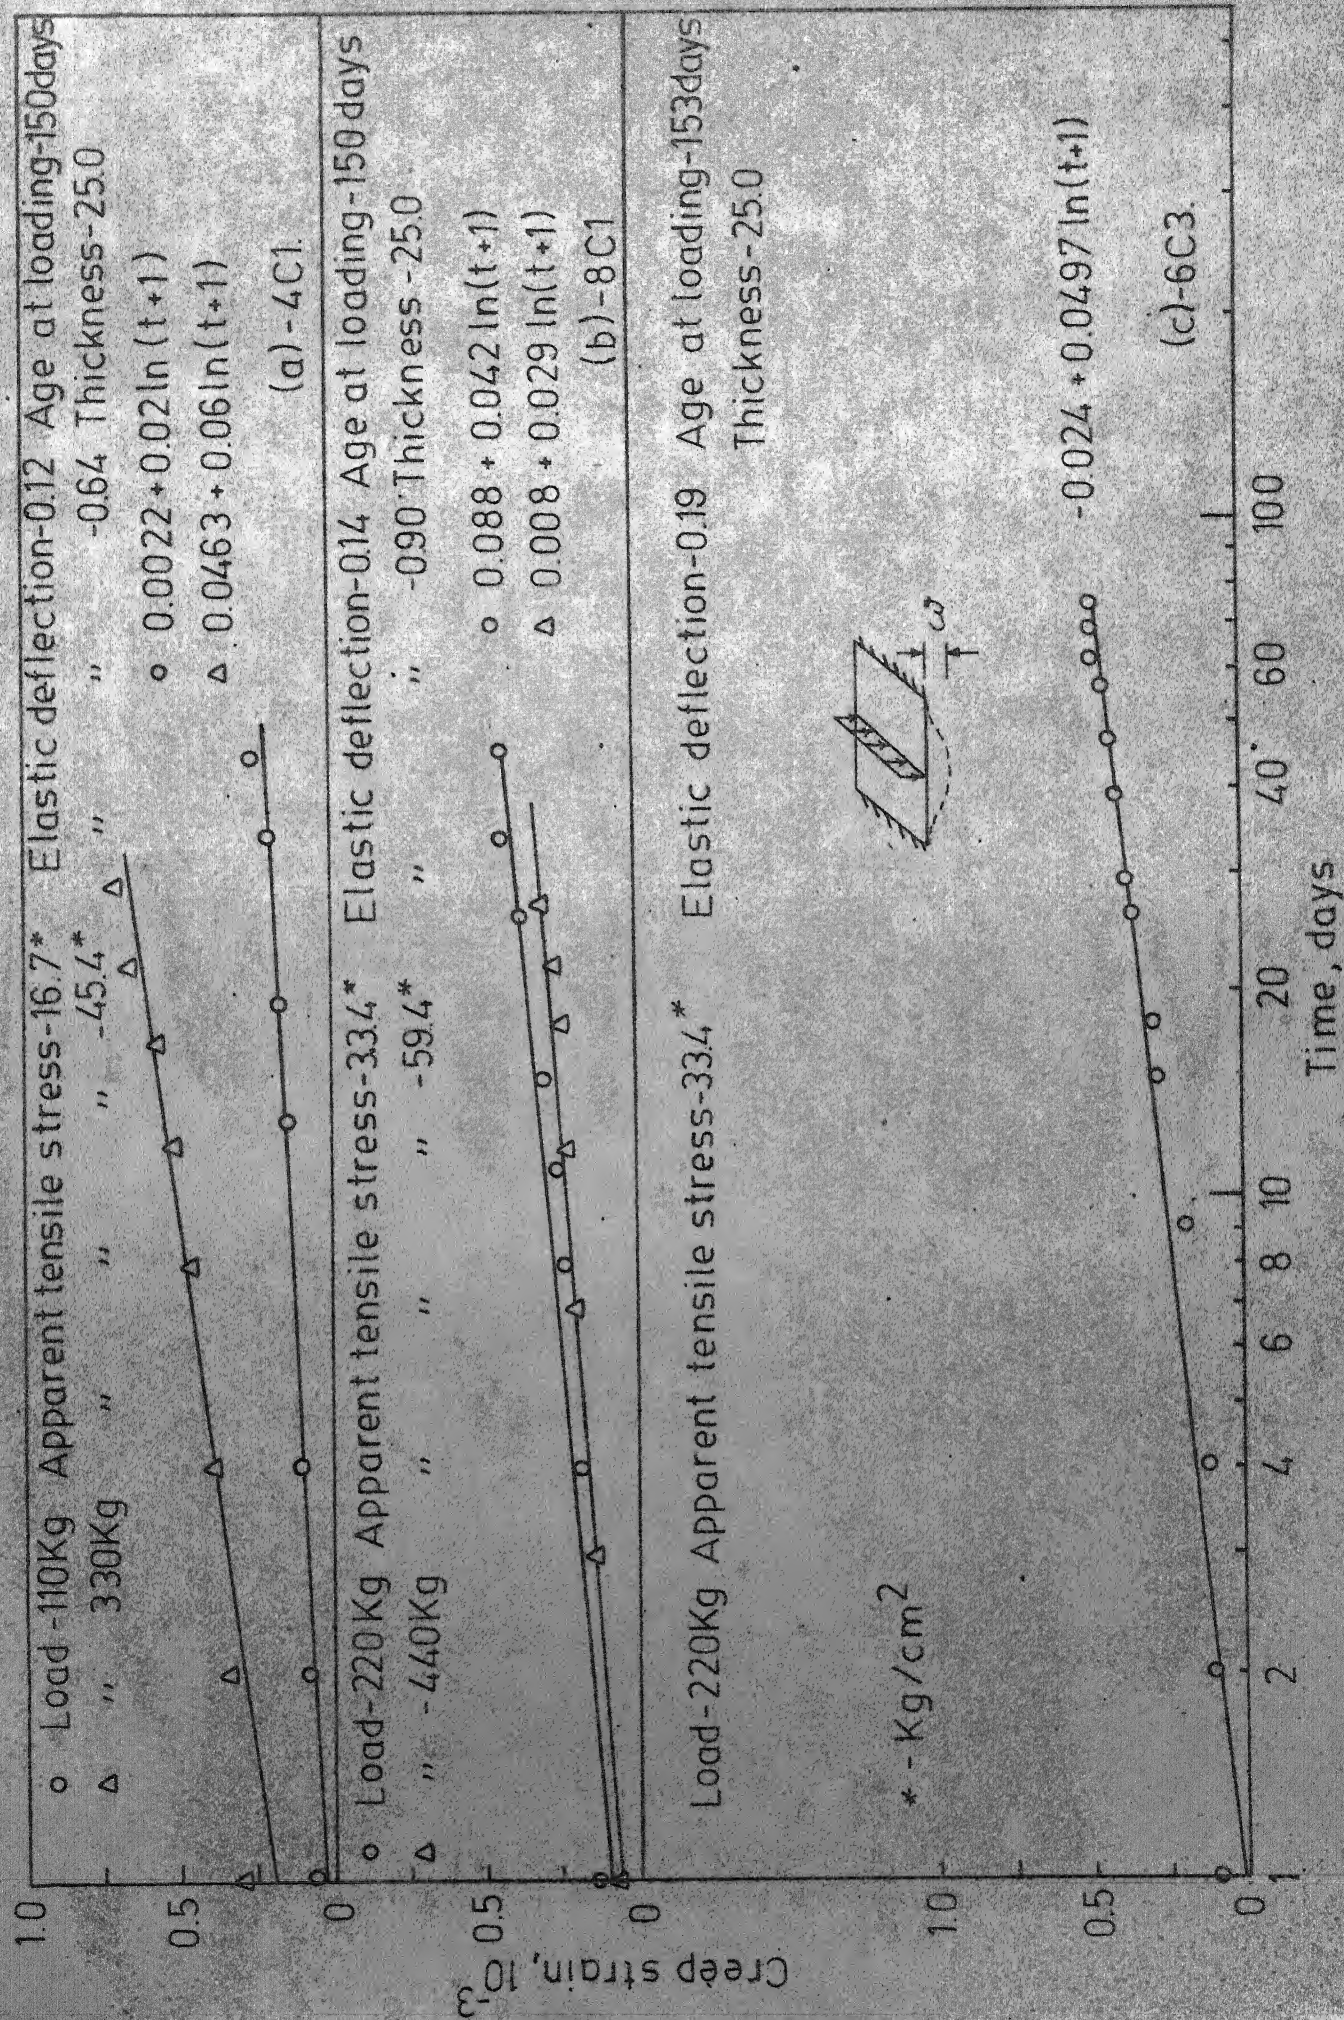 o Load-110Kg Apparent tensile stress-16.7* Elastic deflection-0.12 Age at loading-150days
Δ ,, 330Kg ,, ,, ,, -45.4* ,, ,, -0.64 Thickness-25.0
o 0.0022+0.02ln(t+1)
Δ 0.0463+0.06ln(t+1)
(a)-4C1.
o Load-220Kg Apparent tensile stress-33.4* Elastic deflection-0.14 Age at loading-150days
Δ ,, -440Kg ,, ,, ,, -59.4* ,, ,, -0.90 Thickness-25.0
o 0.088+0.042ln(t+1)
Δ 0.008+0.029ln(t+1)
(b)-8C1
Load-220Kg Apparent tensile stress-33.4* Elastic deflection-0.19 Age at loading-153days
Thickness-25.0
*-Kg/cm²
ω
-0.024+0.0497ln(t+1)
(c)-6C3.
Creep strain, 10⁻³
1.0
0.5
0
0.5
0
1.0
0.5
0
1 2 4 6 8 10 20 40 60 100
Time, days